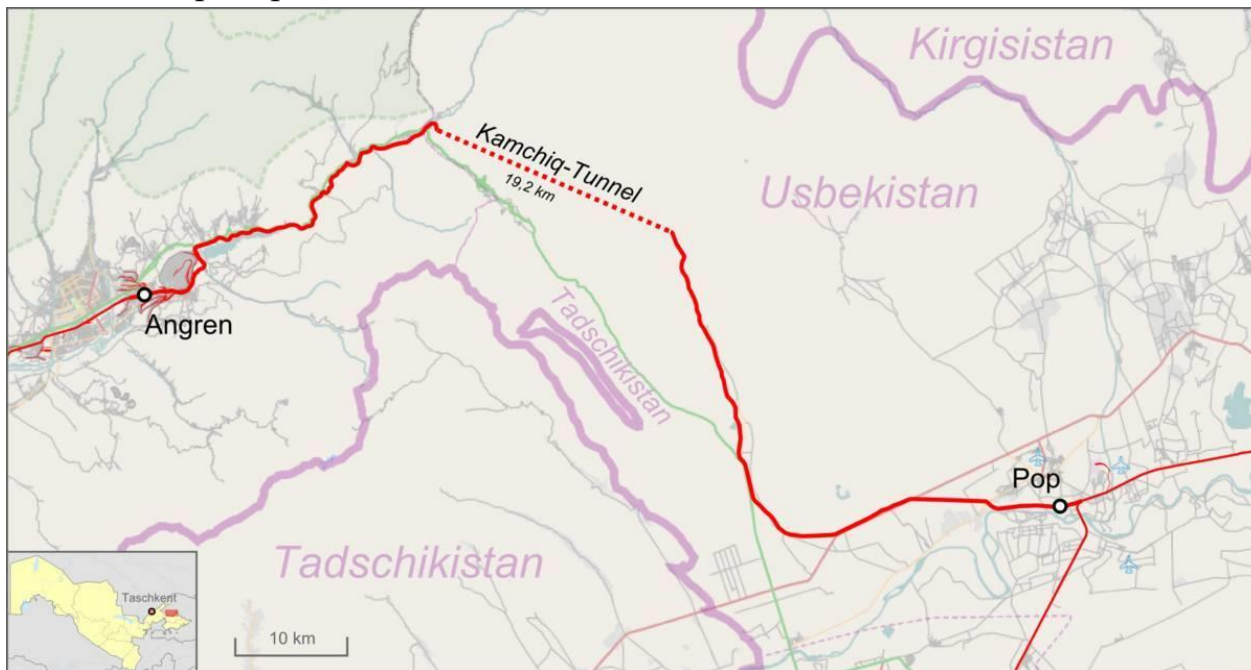 Kirgisistan
Kamchiq-Tunnel
19,2 km
Usbekistan
Angren
Tadschikistan
Pop
Tadschikistan
Taschkent
10 km